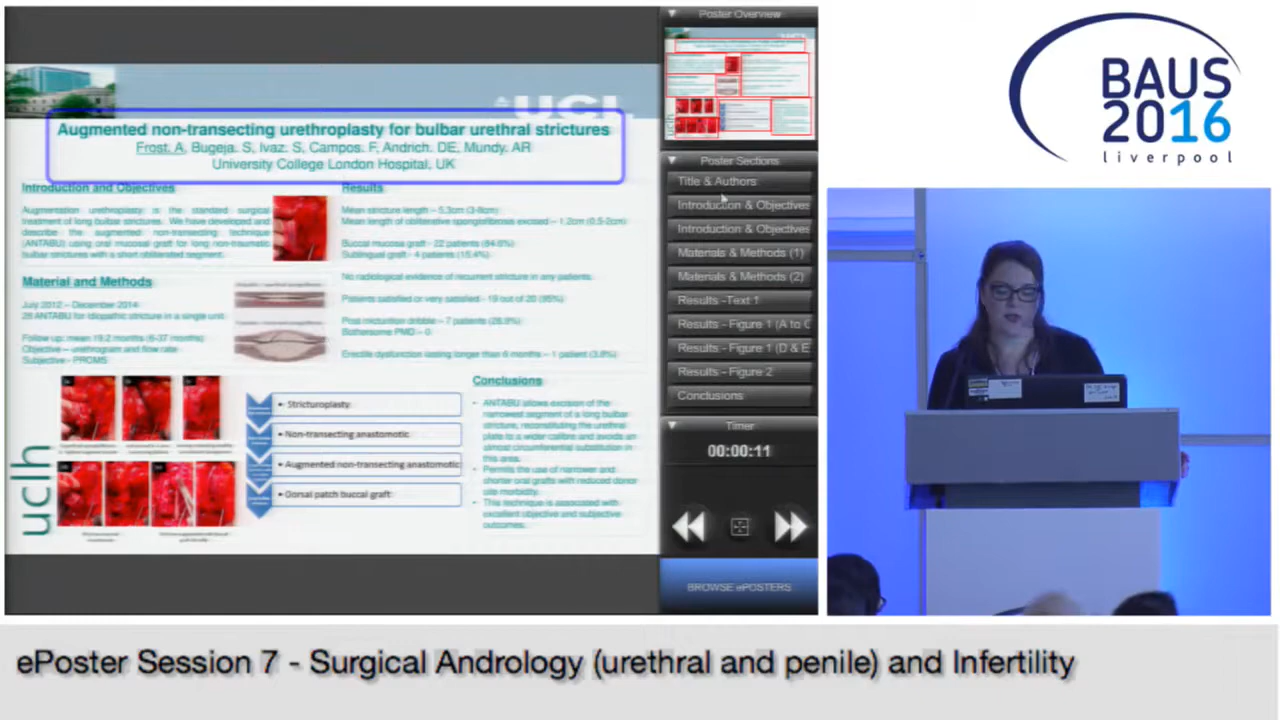 Poster Overview
UCL
Augmented non-transecting urethroplasty for bulbar urethral strictures
Frost. A, Bugeja. S, Ivaz. S, Campos. F, Andrich. DE, Mundy. AR
University College London Hospital, UK
Introduction and Objectives
Augmentation urethroplasty is the standard surgical
treatment of long bulbar strictures. We have developed and
describe the augmented non-transecting technique
(ANTABU) using oral mucosal graft for long non-traumatic
bulbar strictures with a short obliterated segment.
Material and Methods
July 2012 – December 2014
26 ANTABU for idiopathic stricture in a single unit
Follow up: mean 19.2 months (6-37 months)
Objective – urethrogram and flow rate
Subjective - PROMS
Results
Mean stricture length – 5.3cm (3-8cm)
Mean length of obliterative spongiofibrosis excised – 1.2cm (0.5-2cm)
Buccal mucosa graft - 22 patients (84.6%)
Sublingual graft - 4 patients (15.4%)
No radiological evidence of recurrent stricture in any patients.
Patients satisfied or very satisfied - 19 out of 20 (95%)
Post micturition dribble – 7 patients (26.9%)
Bothersome PMD – 0
Erectile dysfunction lasting longer than 6 months – 1 patient (3.8%)
• Stricturoplasty
• Non-transecting anastomotic
• Augmented non-transecting anastomotic
• Dorsal patch buccal graft
Conclusions
• ANTABU allows excision of the
narrowest segment of a long bulbar
stricture, reconstituting the urethral
plate to a wider calibre and avoids an
almost circumferential substitution in
this area.
• Permits the use of narrower and
shorter oral grafts with reduced donor
site morbidity.
• This technique is associated with
excellent objective and subjective
outcomes.
uclh
Poster Sections
Title & Authors
Introduction & Objectives
Introduction & Objectives
Materials & Methods (1)
Materials & Methods (2)
Results -Text 1
Results - Figure 1 (A to C
Results - Figure 1 (D & E
Results - Figure 2
Conclusions
Timer
00:00:11
BROWSE ePOSTERS
BAUS
2016
liverpool
ePoster Session 7 - Surgical Andrology (urethral and penile) and Infertility